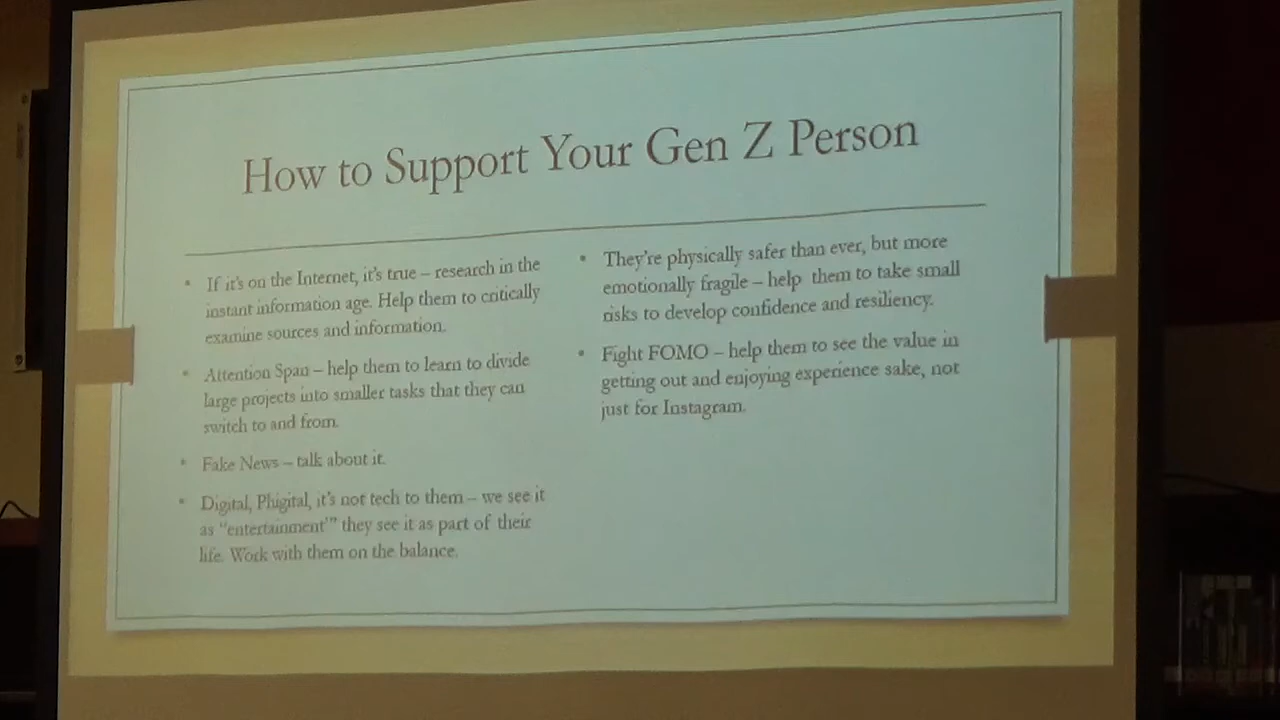 How to Support Your Gen Z Person
• If it's on the Internet, it's true – research in the
instant information age. Help them to critically
examine sources and information.
• Attention Span – help them to learn to divide
large projects into smaller tasks that they can
switch to and from.
• Fake News – talk about it.
• Digital, Phigital, it's not tech to them – we see it
as "entertainment'" they see it as part of their
life. Work with them on the balance.
• They're physically safer than ever, but more
emotionally fragile – help them to take small
risks to develop confidence and resiliency.
• Fight FOMO – help them to see the value in
getting out and enjoying experience sake, not
just for Instagram.